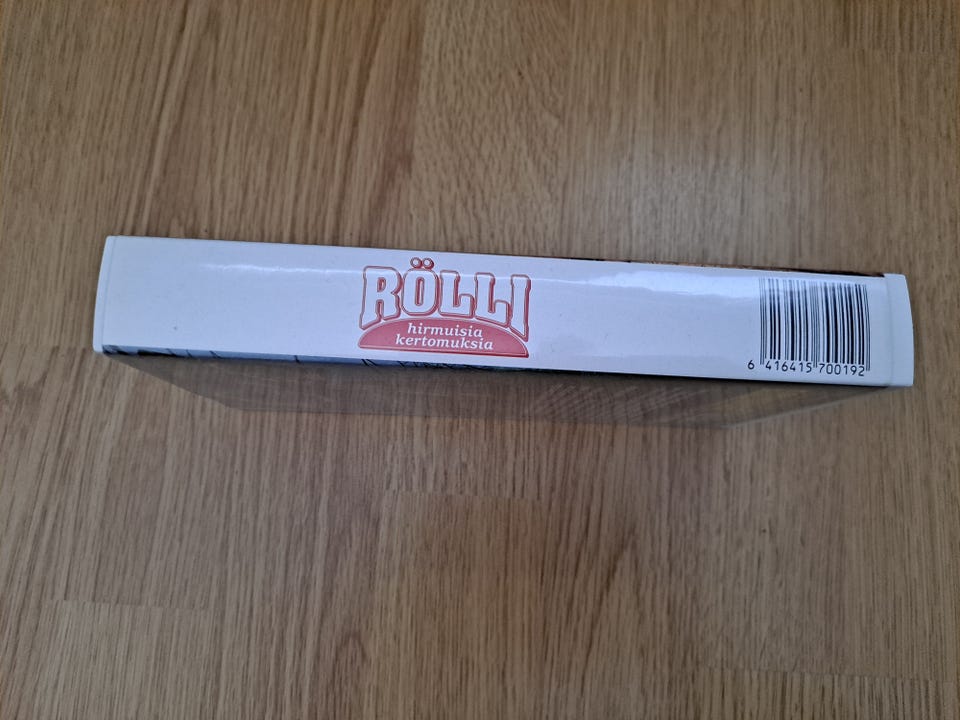 RÖLLI
hirmuisia
kertomuksia
6 416415 700192